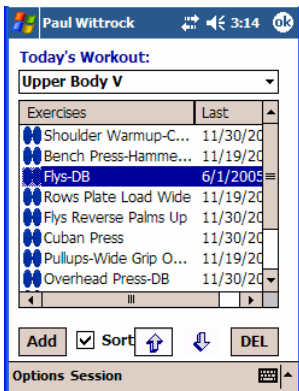 Paul Wittrock 3:14 ok
Today's Workout:
Upper Body V
Exercises Last
Shoulder Warmup-C... 11/30/20
Bench Press-Hamme... 11/19/20
Flys-DB 6/1/2005
Rows Plate Load Wide 11/19/20
Flys Reverse Palms Up 11/30/20
Cuban Press 11/30/20
Pullups-Wide Grip O... 11/19/20
Overhead Press-DB 11/30/20
Add Sort DEL
Options Session